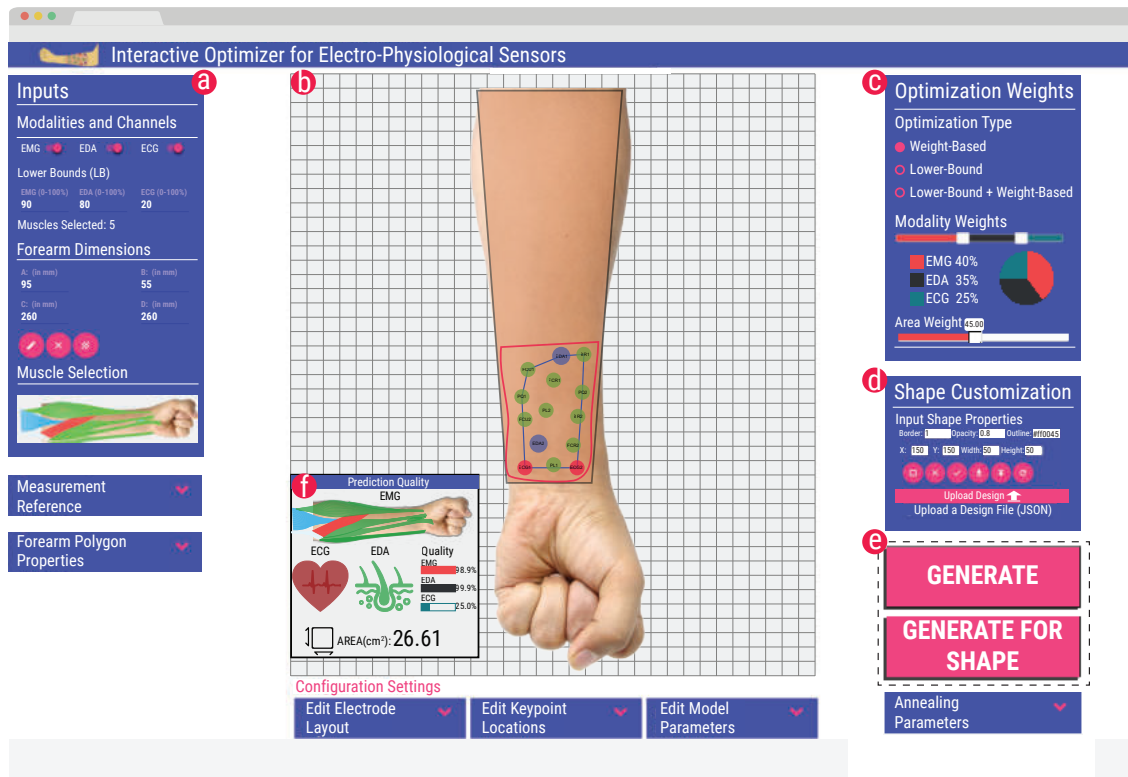 Interactive Optimizer for Electro-Physiological Sensors
a
Inputs
Modalities and Channels
EMG EDA ECG
Lower Bounds (LB)
EMG (0-100%) EDA (0-100%) ECG (0-100%)
90 80 20
Muscles Selected: 5
Forearm Dimensions
A: (in mm) B: (in mm)
95 55
C: (in mm) D: (in mm)
260 260
Muscle Selection
Measurement
Reference
Forearm Polygon
Properties
b
EDA1
PL2
EDA2
FCR2
PL1
f
Prediction Quality
EMG
ECG EDA Quality
EMG
98.9%
EDA
99.9%
ECG
25.0%
AREA(cm²): 26.61
Configuration Settings
Edit Electrode
Layout
Edit Keypoint
Locations
Edit Model
Parameters
c
Optimization Weights
Optimization Type
Weight-Based
Lower-Bound
Lower-Bound + Weight-Based
Modality Weights
EMG 40%
EDA 35%
ECG 25%
Area Weight 45.00
d
Shape Customization
Input Shape Properties
Border: 1 Opacity: 0.8 Outline: #ff0045
X: 150 Y: 150 Width: 50 Height: 50
Upload Design
Upload a Design File (JSON)
e
GENERATE
GENERATE FOR
SHAPE
Annealing
Parameters